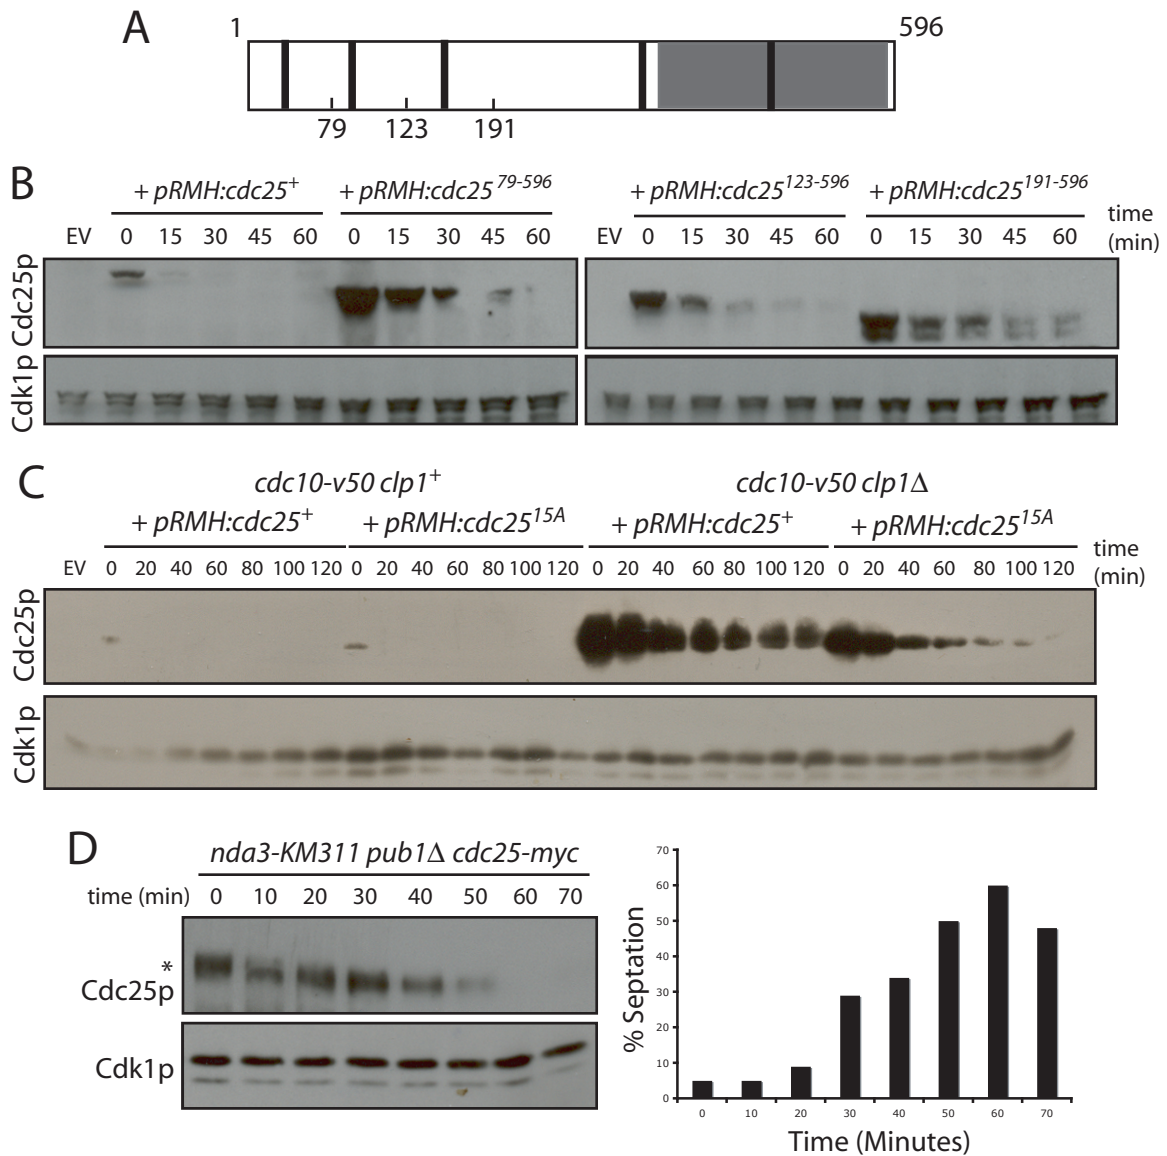 A
1
596
79 123 191
B
+ pRMH:cdc25+
+ pRMH:cdc25 79-596
+ pRMH:cdc25 123-596
+ pRMH:cdc25 191-596
time
(min)
EV 0 15 30 45 60 0 15 30 45 60
EV 0 15 30 45 60 0 15 30 45 60
Cdc25p
Cdk1p
C
cdc10-v50 clp1+
cdc10-v50 clp1Δ
+ pRMH:cdc25+
+ pRMH:cdc25 15A
+ pRMH:cdc25+
+ pRMH:cdc25 15A
time
(min)
EV 0 20 40 60 80 100 120 0 20 40 60 80 100 120 0 20 40 60 80 100 120 0 20 40 60 80 100 120
Cdc25p
Cdk1p
D
nda3-KM311 pub1Δ cdc25-myc
time (min) 0 10 20 30 40 50 60 70
*
Cdc25p
Cdk1p
% Septation
70
60
50
40
30
20
10
0
0 10 20 30 40 50 60 70
Time (Minutes)